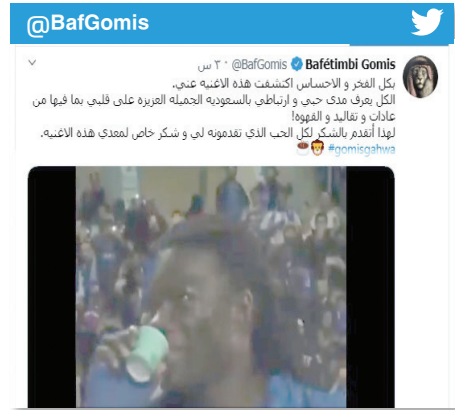 @BafGomis
Bafétimbi Gomis @BafGomis · ٣٠ س
بكل الفخر و الاحساس اكتشفت هذه الاغنيه عني.
الكل يعرف مدى حبي و ارتباطي بالسعوديه الجميله العزيزة على قلبي بما فيها من
عادات و تقاليد و القهوه!
لهذا أتقدم بالشكر لكل الحب الذي تقدمونه لي و شكر خاص لمعدي هذه الاغنيه.
#gomisgahwa 🦁☕